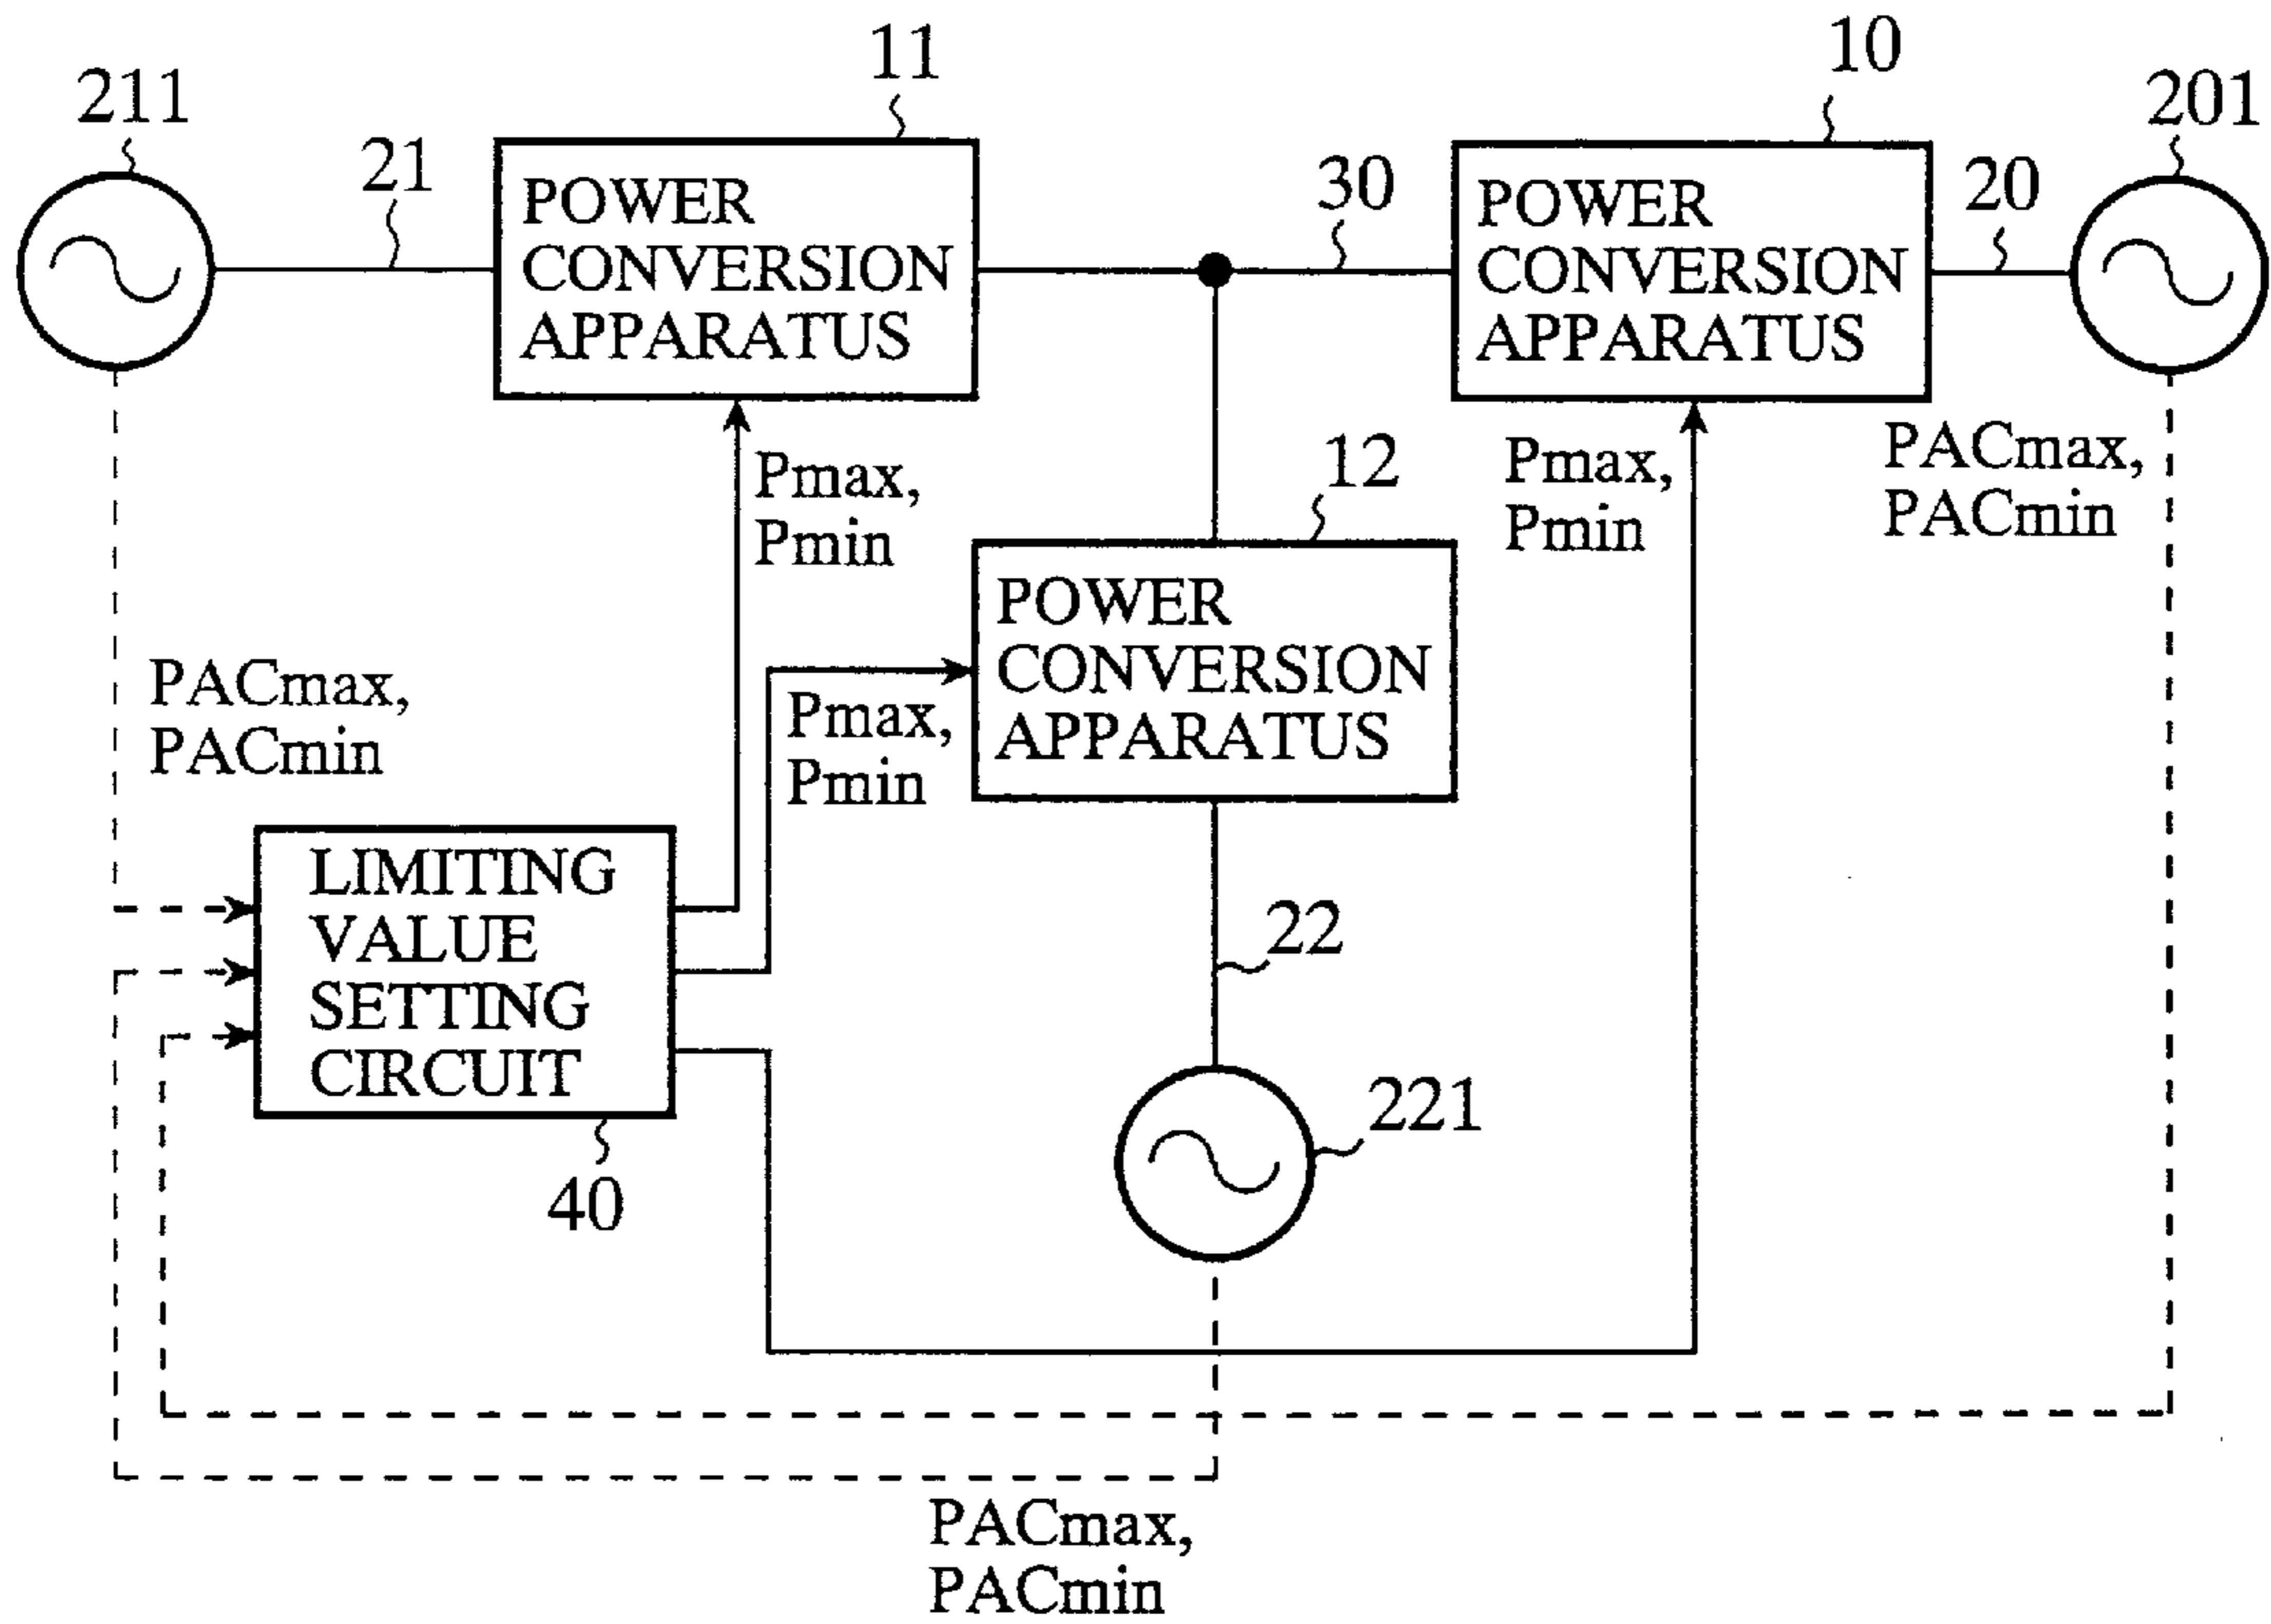 11
10
211
201
21
30
20
POWER
CONVERSION
APPARATUS
POWER
CONVERSION
APPARATUS
Pmax,
Pmin
12
Pmax,
Pmin
PACmax,
PACmin
POWER
CONVERSION
APPARATUS
PACmax,
PACmin
Pmax,
Pmin
LIMITING
VALUE
SETTING
CIRCUIT
22
221
40
PACmax,
PACmin